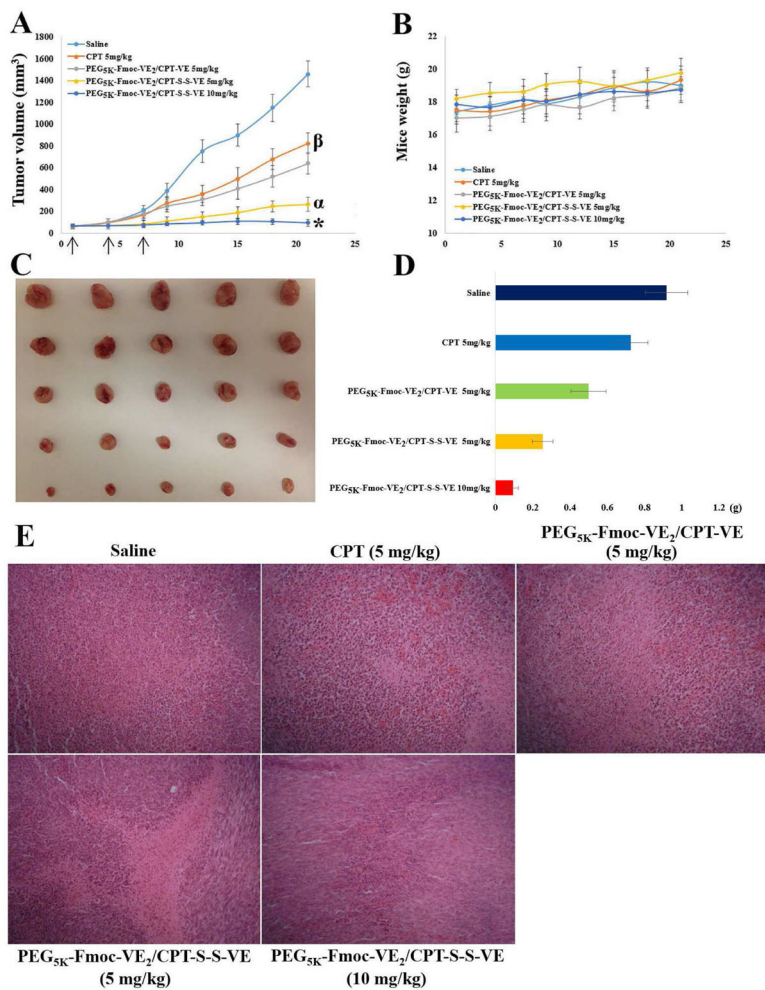 A
Tumor volume (mm³)
1800
1600
1400
1200
1000
800
600
400
200
0
0 5 10 15 20 25
Saline
CPT 5mg/kg
PEG5K-Fmoc-VE2/CPT-VE 5mg/kg
PEG5K-Fmoc-VE2/CPT-S-S-VE 5mg/kg
PEG5K-Fmoc-VE2/CPT-S-S-VE 10mg/kg
β
α
*
B
Mice weight (g)
22
20
18
16
14
12
10
0 5 10 15 20 25
Saline
CPT 5mg/kg
PEG5K-Fmoc-VE2/CPT-VE 5mg/kg
PEG5K-Fmoc-VE2/CPT-S-S-VE 5mg/kg
PEG5K-Fmoc-VE2/CPT-S-S-VE 10mg/kg
C
D
Saline
CPT 5mg/kg
PEG5K-Fmoc-VE2/CPT-VE 5mg/kg
PEG5K-Fmoc-VE2/CPT-S-S-VE 5mg/kg
PEG5K-Fmoc-VE2/CPT-S-S-VE 10mg/kg
0 0.2 0.4 0.6 0.8 1 1.2 (g)
E
Saline
CPT (5 mg/kg)
PEG5K-Fmoc-VE2/CPT-VE
(5 mg/kg)
PEG5K-Fmoc-VE2/CPT-S-S-VE
(5 mg/kg)
PEG5K-Fmoc-VE2/CPT-S-S-VE
(10 mg/kg)